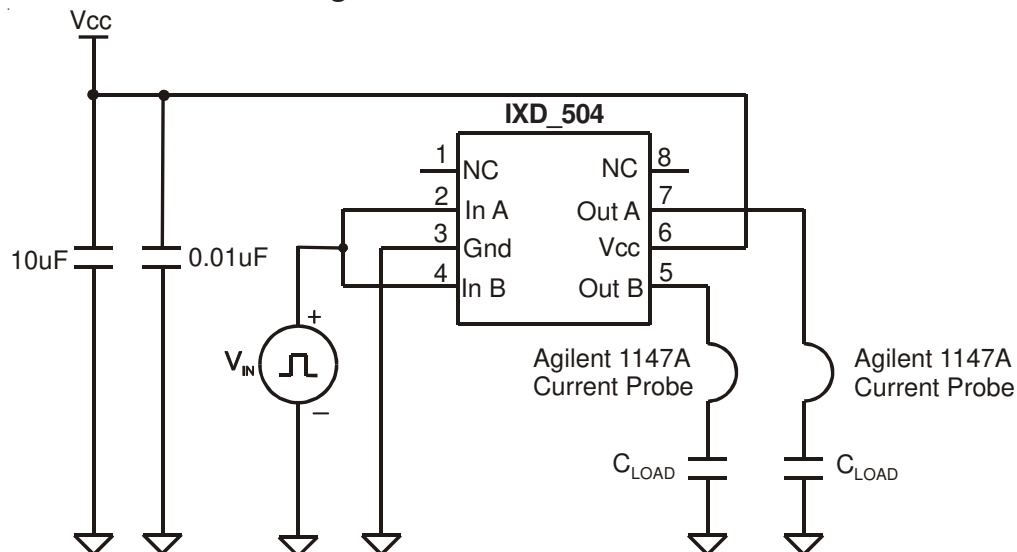 Vcc
IXD_504
1
NC
NC
8
2
In A
Out A
7
3
Gnd
Vcc
6
4
In B
Out B
5
10uF
0.01uF
+
VIN
−
Agilent 1147A
Current Probe
Agilent 1147A
Current Probe
CLOAD
CLOAD